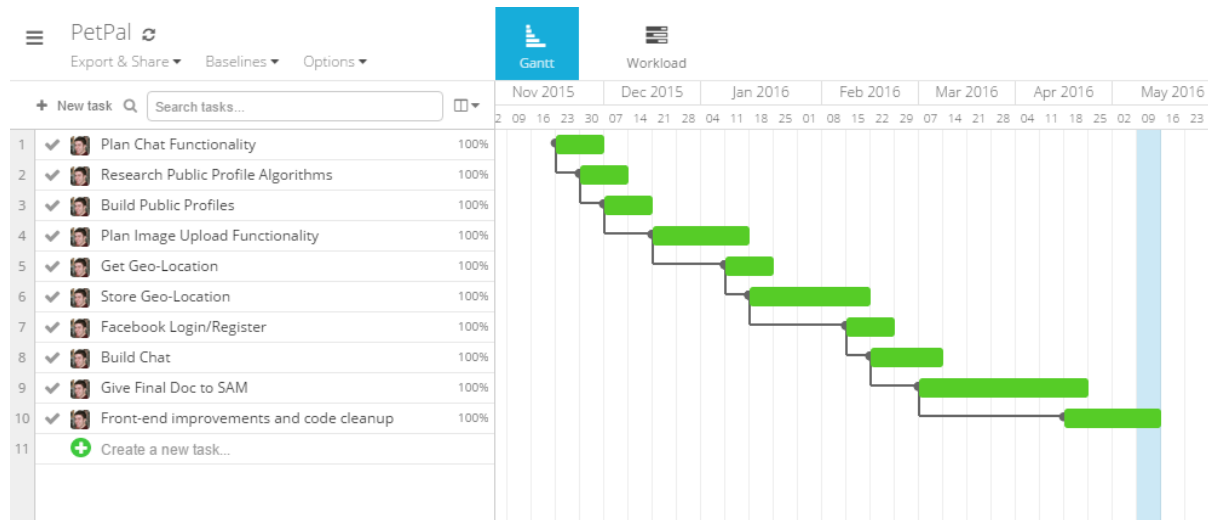 PetPal
Export & Share Baselines Options
Gantt
Workload
New task Search tasks...
Nov 2015 Dec 2015 Jan 2016 Feb 2016 Mar 2016 Apr 2016 May 2016
2 09 16 23 30 07 14 21 28 04 11 18 25 01 08 15 22 29 07 14 21 28 04 11 18 25 02 09 16 23
1 Plan Chat Functionality 100%
2 Research Public Profile Algorithms 100%
3 Build Public Profiles 100%
4 Plan Image Upload Functionality 100%
5 Get Geo-Location 100%
6 Store Geo-Location 100%
7 Facebook Login/Register 100%
8 Build Chat 100%
9 Give Final Doc to SAM 100%
10 Front-end improvements and code cleanup 100%
11 Create a new task...